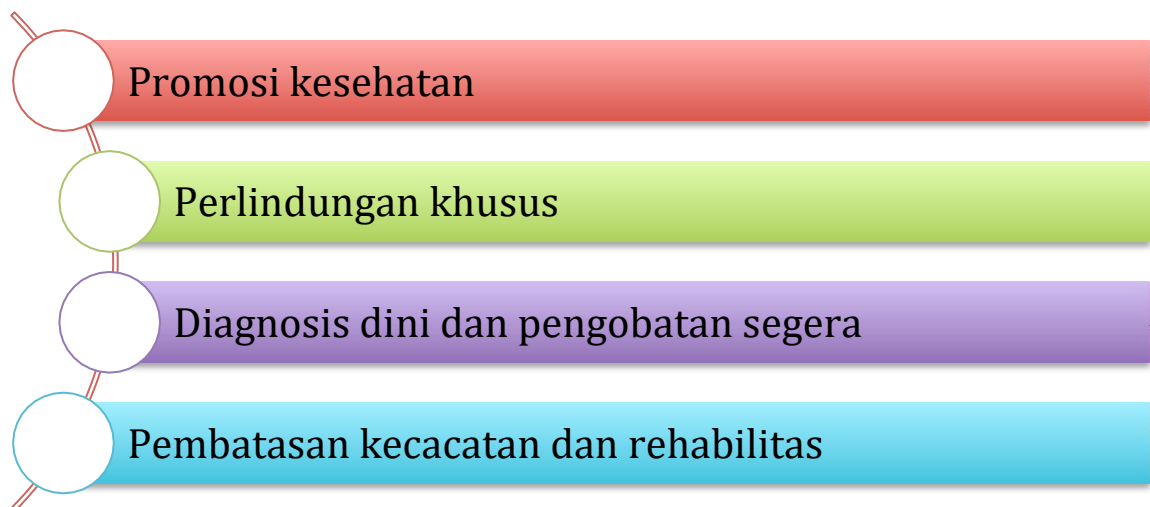 Promosi kesehatan
Perlindungan khusus
Diagnosis dini dan pengobatan segera
Pembatasan kecacatan dan rehabilitas